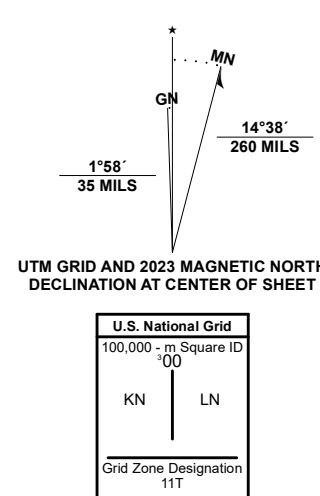 ★
MN
GN
14°38´
260 MILS
1°58´
35 MILS
UTM GRID AND 2023 MAGNETIC NORTH
DECLINATION AT CENTER OF SHEET
U.S. National Grid
100,000 - m Square ID
³00
KN LN
Grid Zone Designation
11T